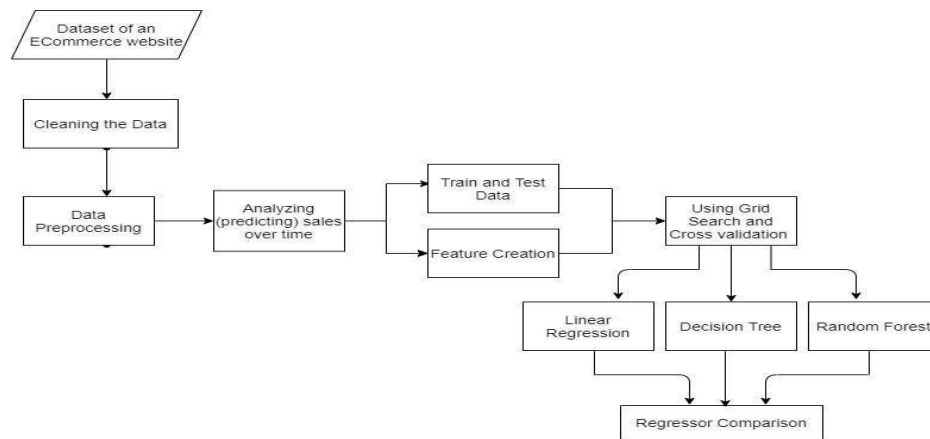 Dataset of an
ECommerce website
Cleaning the Data
Data
Preprocessing
Analyzing
(predicting) sales
over time
Train and Test
Data
Feature Creation
Using Grid
Search and
Cross validation
Linear
Regression
Decision Tree
Random Forest
Regressor Comparison